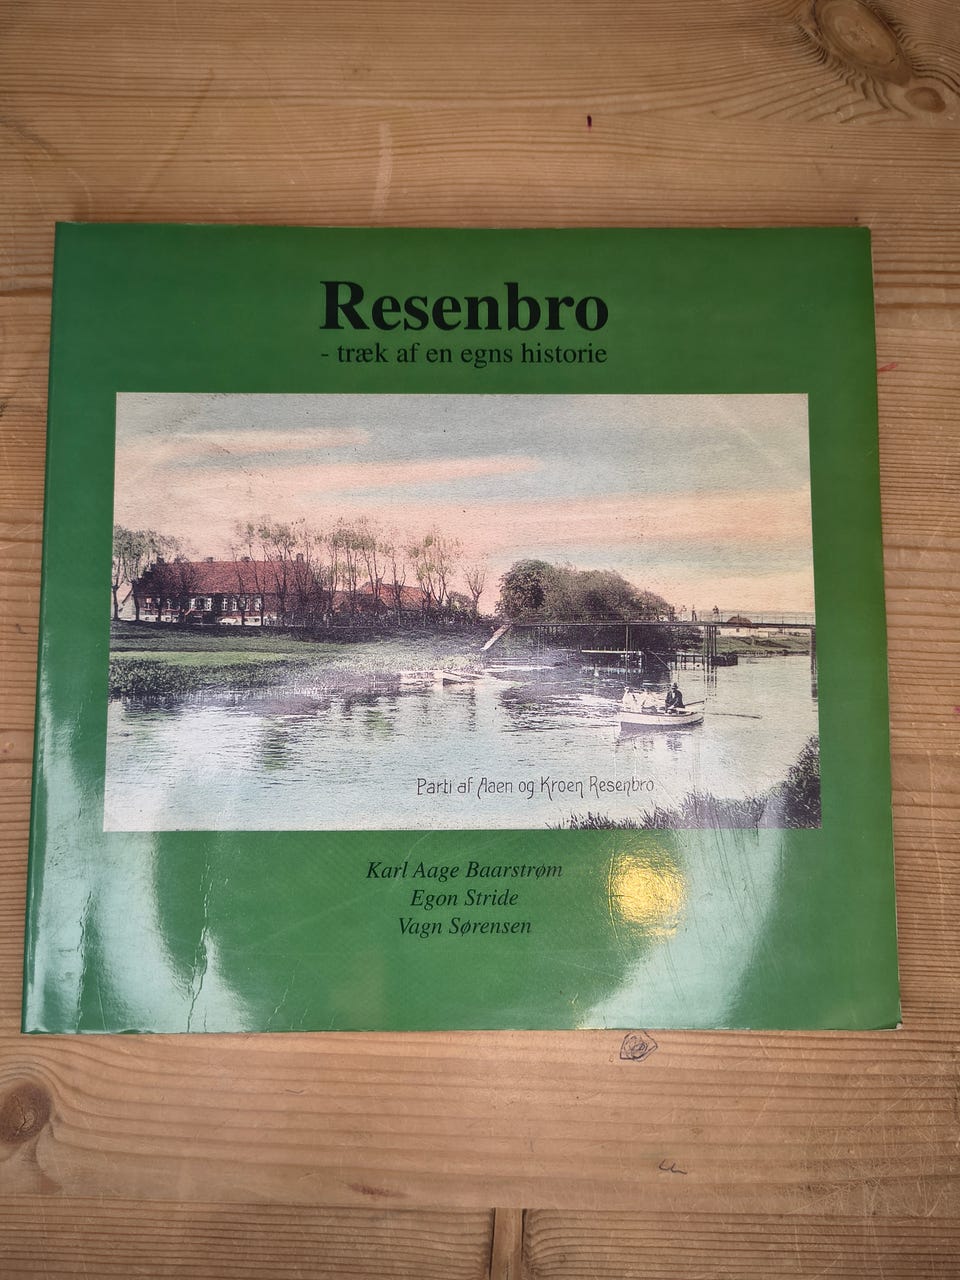 Resenbro
- træk af en egns historie
Parti af Aaen og Kroen Resenbro.
Karl Aage Baarstrøm
Egon Stride
Vagn Sørensen